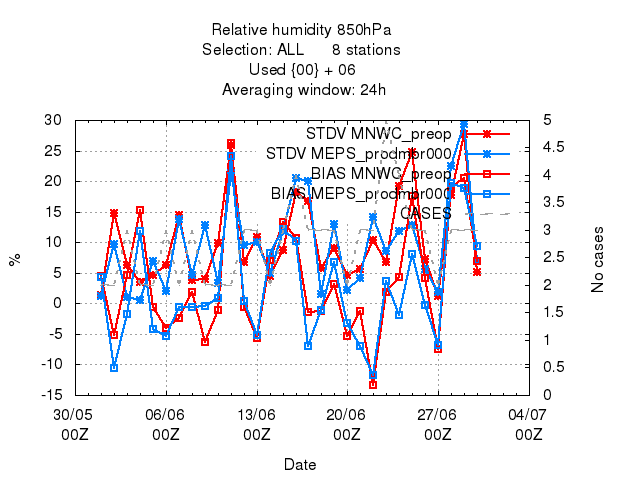 Relative humidity 850hPa
Selection: ALL 8 stations
Used {00} + 06
Averaging window: 24h
STDV MNWC_preop
STDV MEPS_prodmbr000
BIAS MNWC_preop
BIAS MEPS_prodmbr000
CASES
30
25
20
15
10
5
0
-5
-10
-15
%
5
4.5
4
3.5
3
2.5
2
1.5
1
0.5
0
No cases
30/05 06/06 13/06 20/06 27/06 04/07
00Z 00Z 00Z 00Z 00Z 00Z
Date